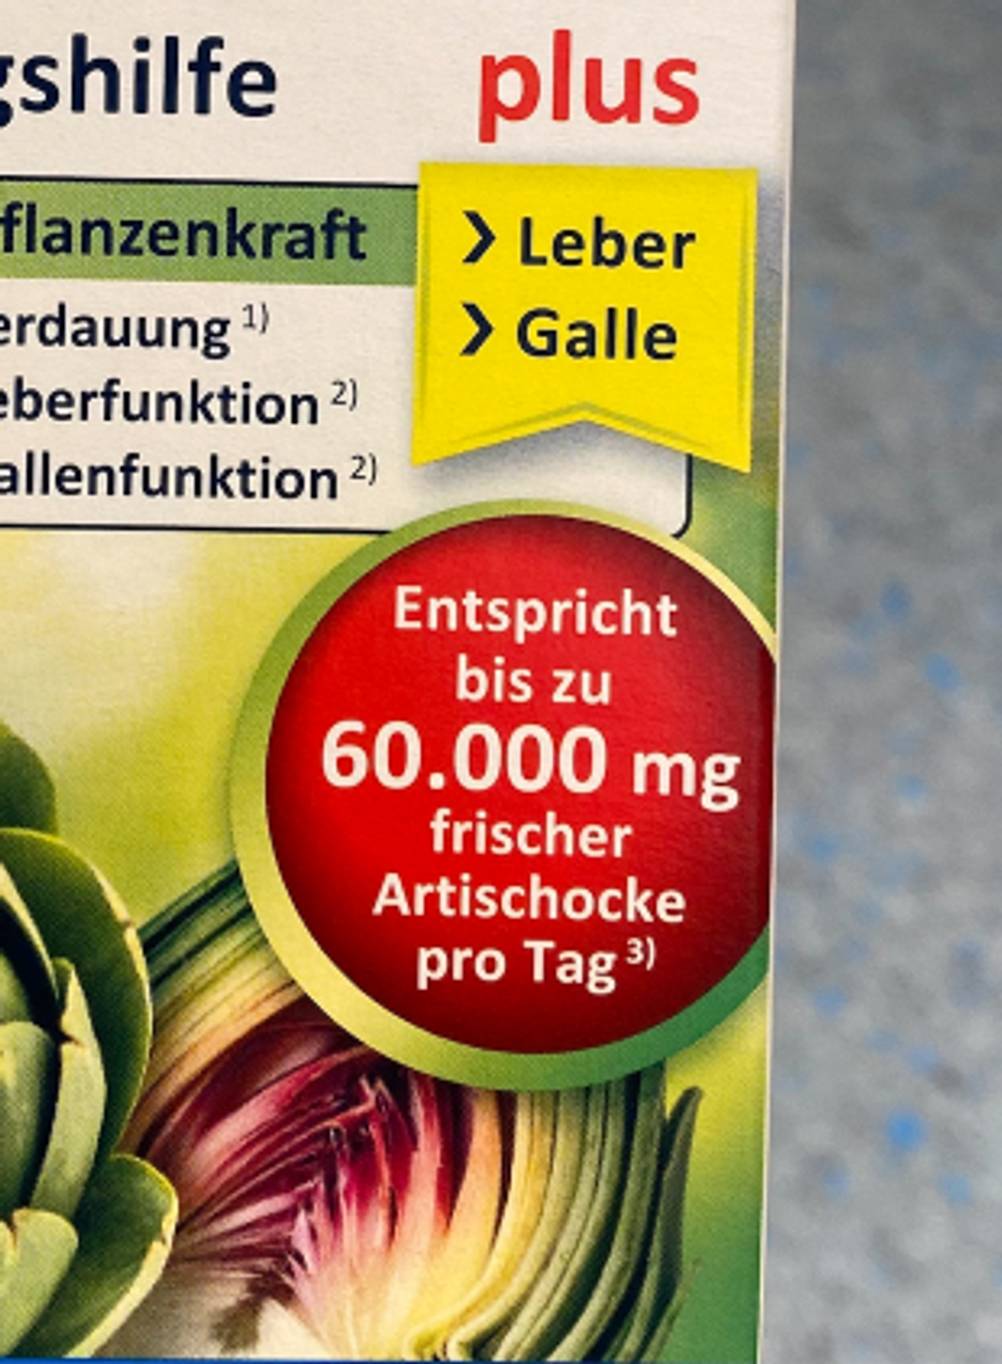 gshilfe plus
flanzenkraft
erdauung 1)
eberfunktion 2)
allenfunktion 2)
❯ Leber
❯ Galle
Entspricht
bis zu
60.000 mg
frischer
Artischocke
pro Tag 3)